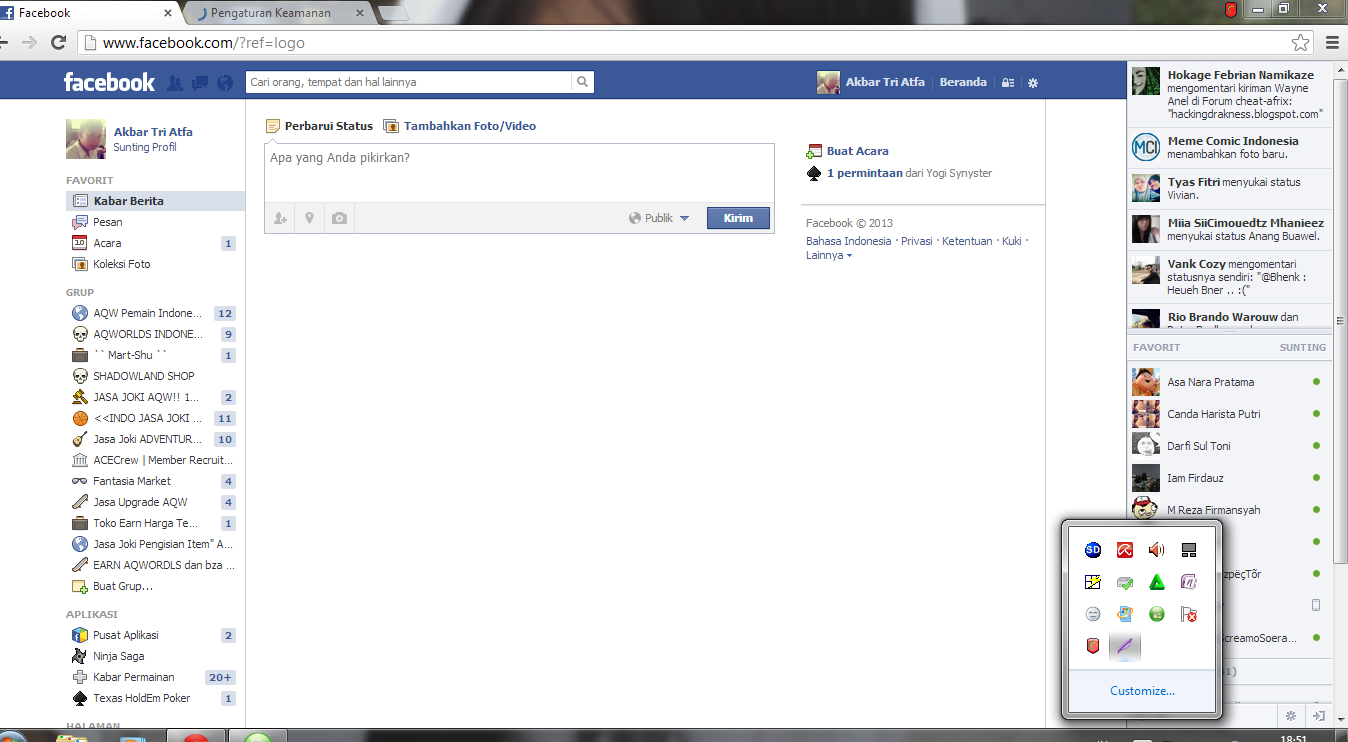 Facebook
Pengaturan Keamanan
www.facebook.com/?ref=logo
facebook
Cari orang, tempat dan hal lainnya
Akbar Tri Atfa
Beranda
Akbar Tri Atfa
Sunting Profil
FAVORIT
Kabar Berita
Pesan
Acara 1
Koleksi Foto
GRUP
AQW Pemain Indone... 12
AQWORLDS INDONE... 9
`` Mart-Shu `` 1
SHADOWLAND SHOP
JASA JOKI AQW!! 1... 2
<<INDO JASA JOKI ... 11
Jasa Joki ADVENTUR... 10
ACECrew | Member Recruit...
Fantasia Market 4
Jasa Upgrade AQW 4
Toko Earn Harga Te... 1
Jasa Joki Pengisian Item" A...
EARN AQWORDLS dan bza ...
Buat Grup...
APLIKASI
Pusat Aplikasi 2
Ninja Saga
Kabar Permainan 20+
Texas HoldEm Poker 1
HALAMAN
Perbarui Status
Tambahkan Foto/Video
Apa yang Anda pikirkan?
Publik
Kirim
Buat Acara
1 permintaan dari Yogi Synyster
Facebook © 2013
Bahasa Indonesia · Privasi · Ketentuan · Kuki ·
Lainnya
Hokage Febrian Namikaze
mengomentari kiriman Wayne
Anel di Forum cheat-afrix:
"hackingdrakness.blogspot.com"
MCI
Meme Comic Indonesia
menambahkan foto baru.
Tyas Fitri menyukai status
Vivian.
Miia SiiCimouedtz Mhanieez
menyukai status Anang Buawel.
Vank Cozy mengomentari
statusnya sendiri: "@Bhenk :
Heueh Bner .. :("
Rio Brando Warouw dan
FAVORIT
SUNTING
Asa Nara Pratama
Canda Harista Putri
Darfi Sul Toni
Iam Firdauz
M Reza Firmansyah
zpëçTõr
ScreamoSoera...
SD
Customize...
18:51